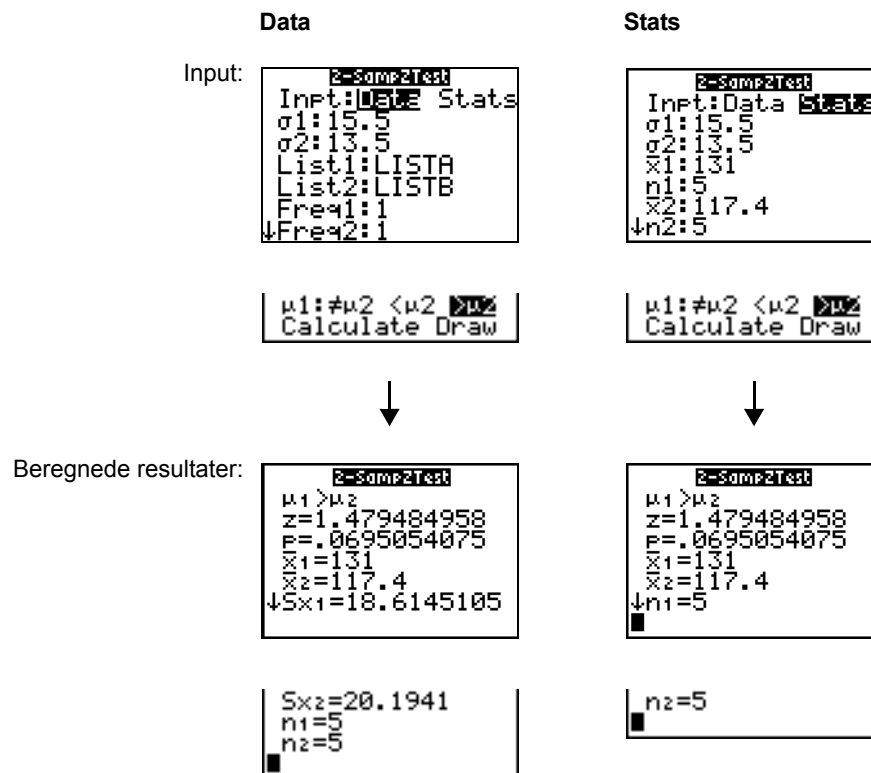 Data
Stats
Input:
2-SampZTest
Inpt:Data Stats
σ1:15.5
σ2:13.5
List1:LISTA
List2:LISTB
Freq1:1
↓Freq2:1
2-SampZTest
Inpt:Data Stats
σ1:15.5
σ2:13.5
x̄1:131
n1:5
x̄2:117.4
↓n2:5
μ1:≠μ2 <μ2 >μ2
Calculate Draw
μ1:≠μ2 <μ2 >μ2
Calculate Draw
Beregnede resultater:
2-SampZTest
μ1>μ2
z=1.479484958
p=.0695054075
x̄1=131
x̄2=117.4
↓Sx1=18.6145105
2-SampZTest
μ1>μ2
z=1.479484958
p=.0695054075
x̄1=131
x̄2=117.4
↓n1=5
Sx2=20.1941
n1=5
n2=5
n2=5